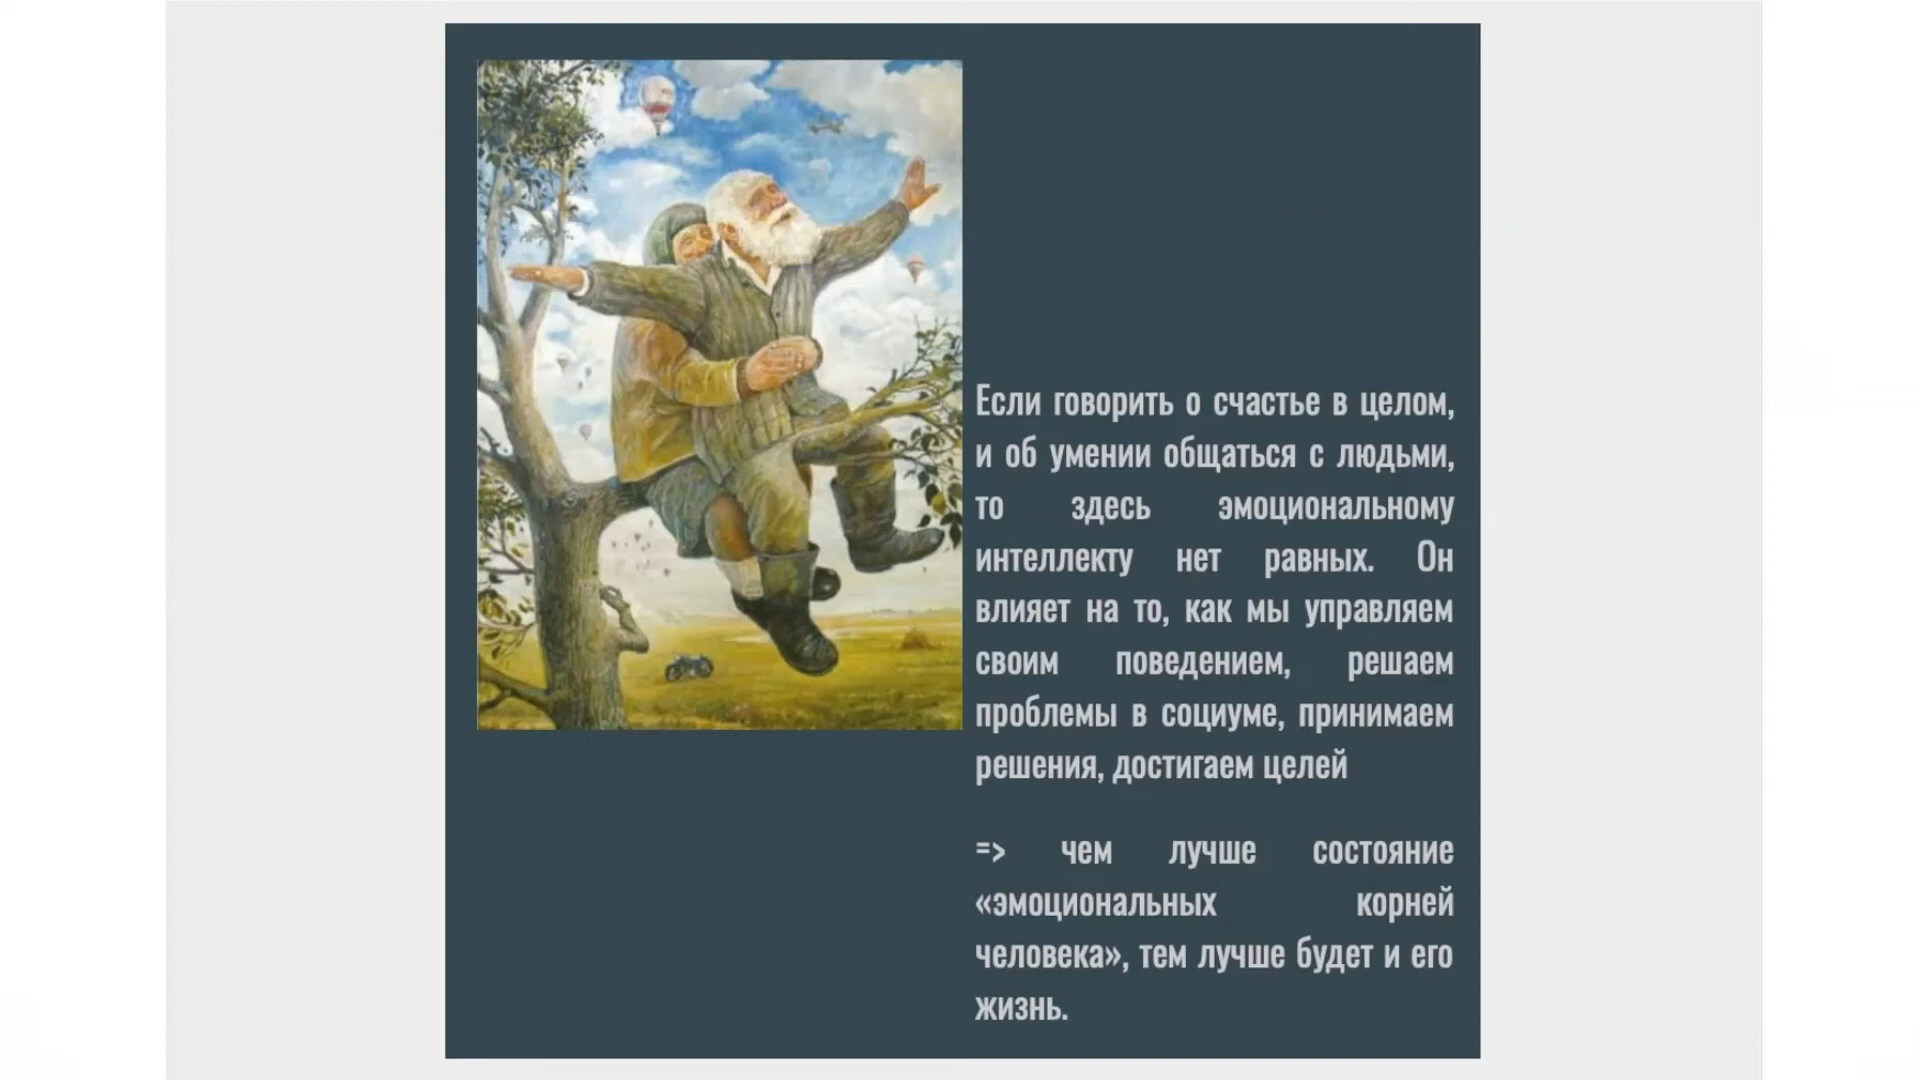 Если говорить о счастье в целом,
и об умении общаться с людьми,
то здесь эмоциональному
интеллекту нет равных. Он
влияет на то, как мы управляем
своим поведением, решаем
проблемы в социуме, принимаем
решения, достигаем целей
=> чем лучше состояние
«эмоциональных корней
человека», тем лучше будет и его
жизнь.